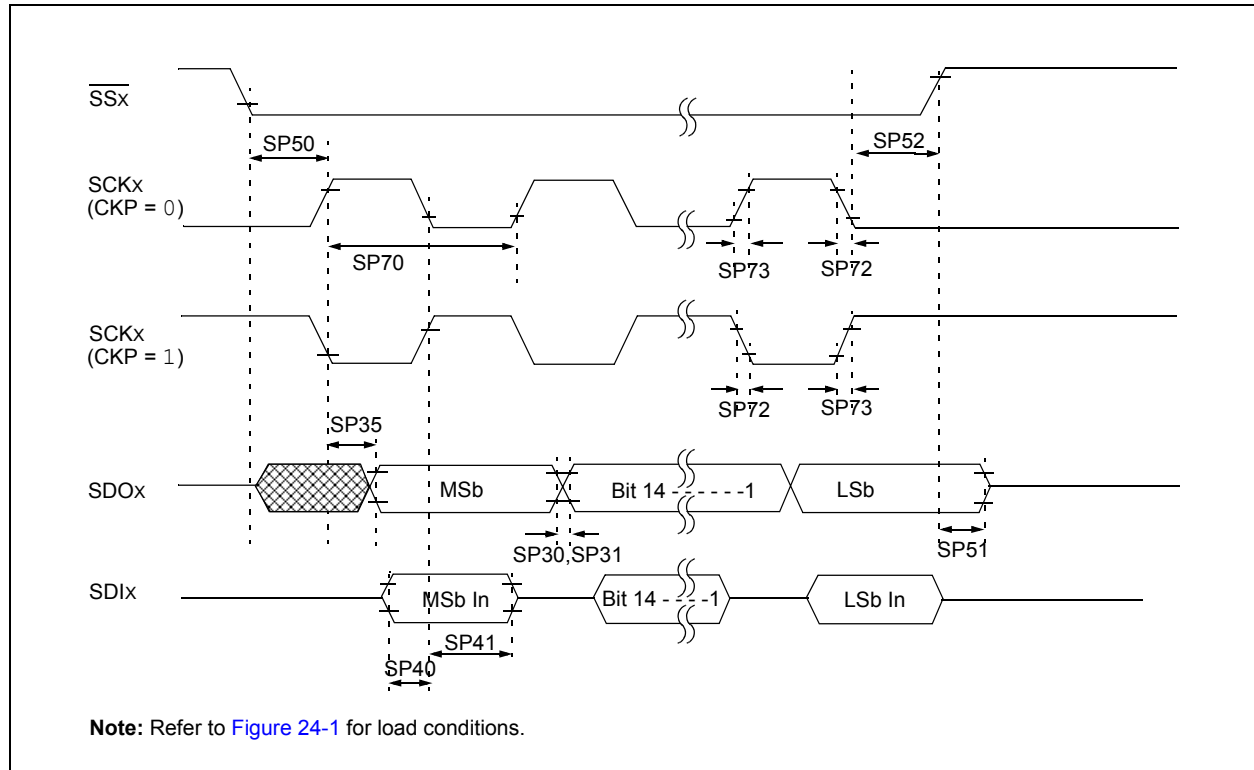 SSx
SP50
SP52
SCKx
(CKP = 0)
SP70
SP73
SP72
SCKx
(CKP = 1)
SP72
SP73
SP35
SDOx
MSb
Bit 14 - - - - - - -1
LSb
SP30,SP31
SP51
SDIx
MSb In
Bit 14 - - - - -1
LSb In
SP41
SP40
Note: Refer to Figure 24-1 for load conditions.